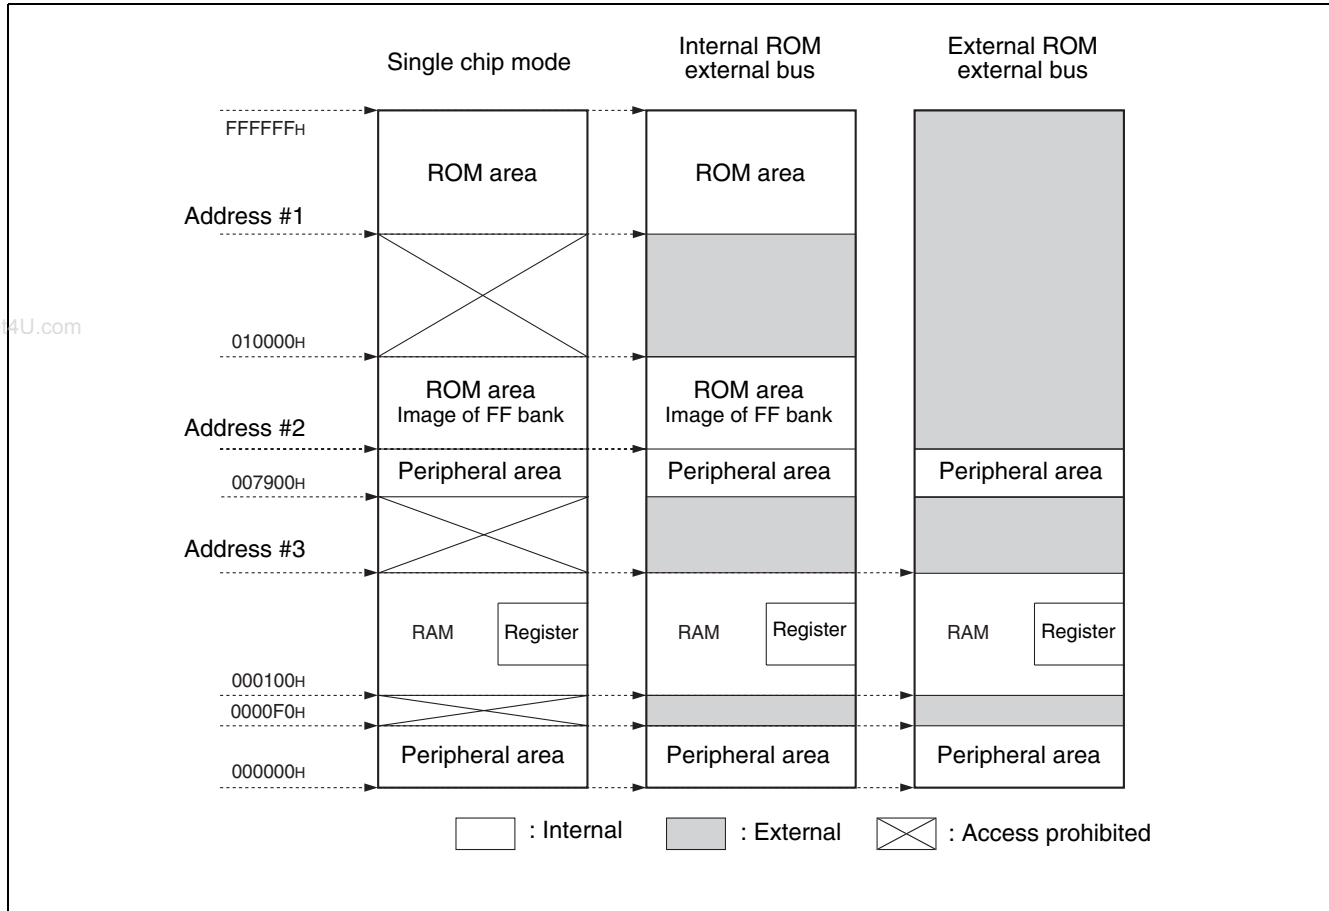 Single chip mode
Internal ROM
external bus
External ROM
external bus
FFFFFFH
ROM area
ROM area
Address #1
t4U.com
010000H
ROM area
Image of FF bank
ROM area
Image of FF bank
Address #2
Peripheral area
Peripheral area
Peripheral area
007900H
Address #3
RAM
Register
RAM
Register
RAM
Register
000100H
0000F0H
Peripheral area
Peripheral area
Peripheral area
000000H
: Internal
: External
: Access prohibited